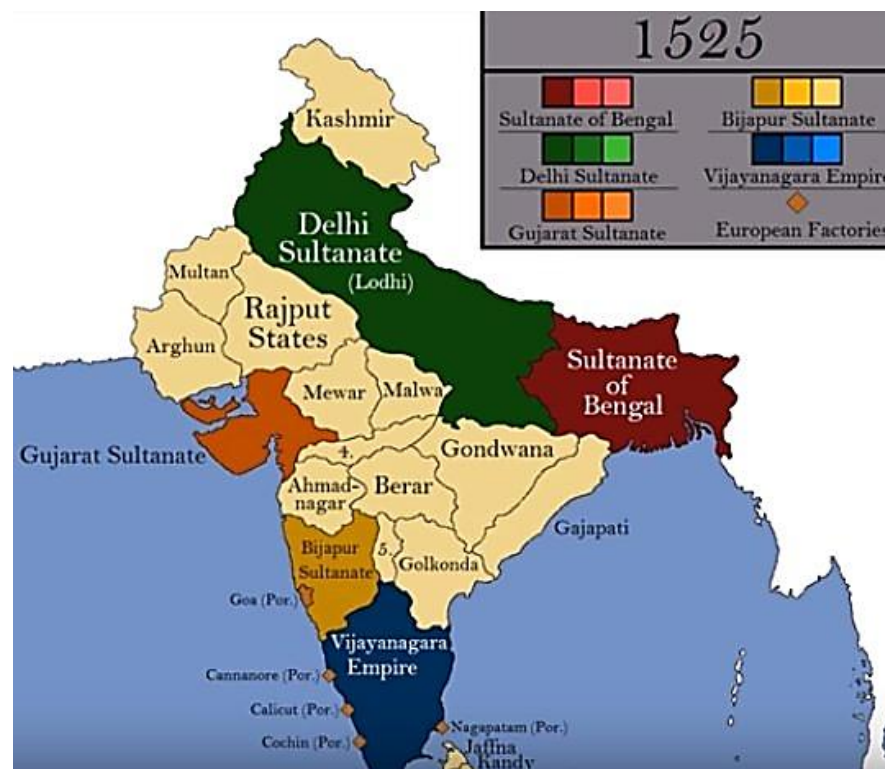 1525
Sultanate of Bengal
Bijapur Sultanate
Delhi Sultanate
Vijayanagara Empire
Gujarat Sultanate
European Factories
Kashmir
Delhi
Sultanate
(Lodhi)
Multan
Rajput
States
Arghun
Sultanate
of
Bengal
Mewar
Malwa
Gujarat Sultanate
4.
Gondwana
Ahmad-
nagar
Berar
Gajapati
Bijapur
Sultanate
5.
Golkonda
Goa (Por.)
Vijayanagara
Empire
Cannanore (Por.)
Calicut (Por.)
Cochin (Por.)
Nagapatam (Por.)
Jaffna
Kandy